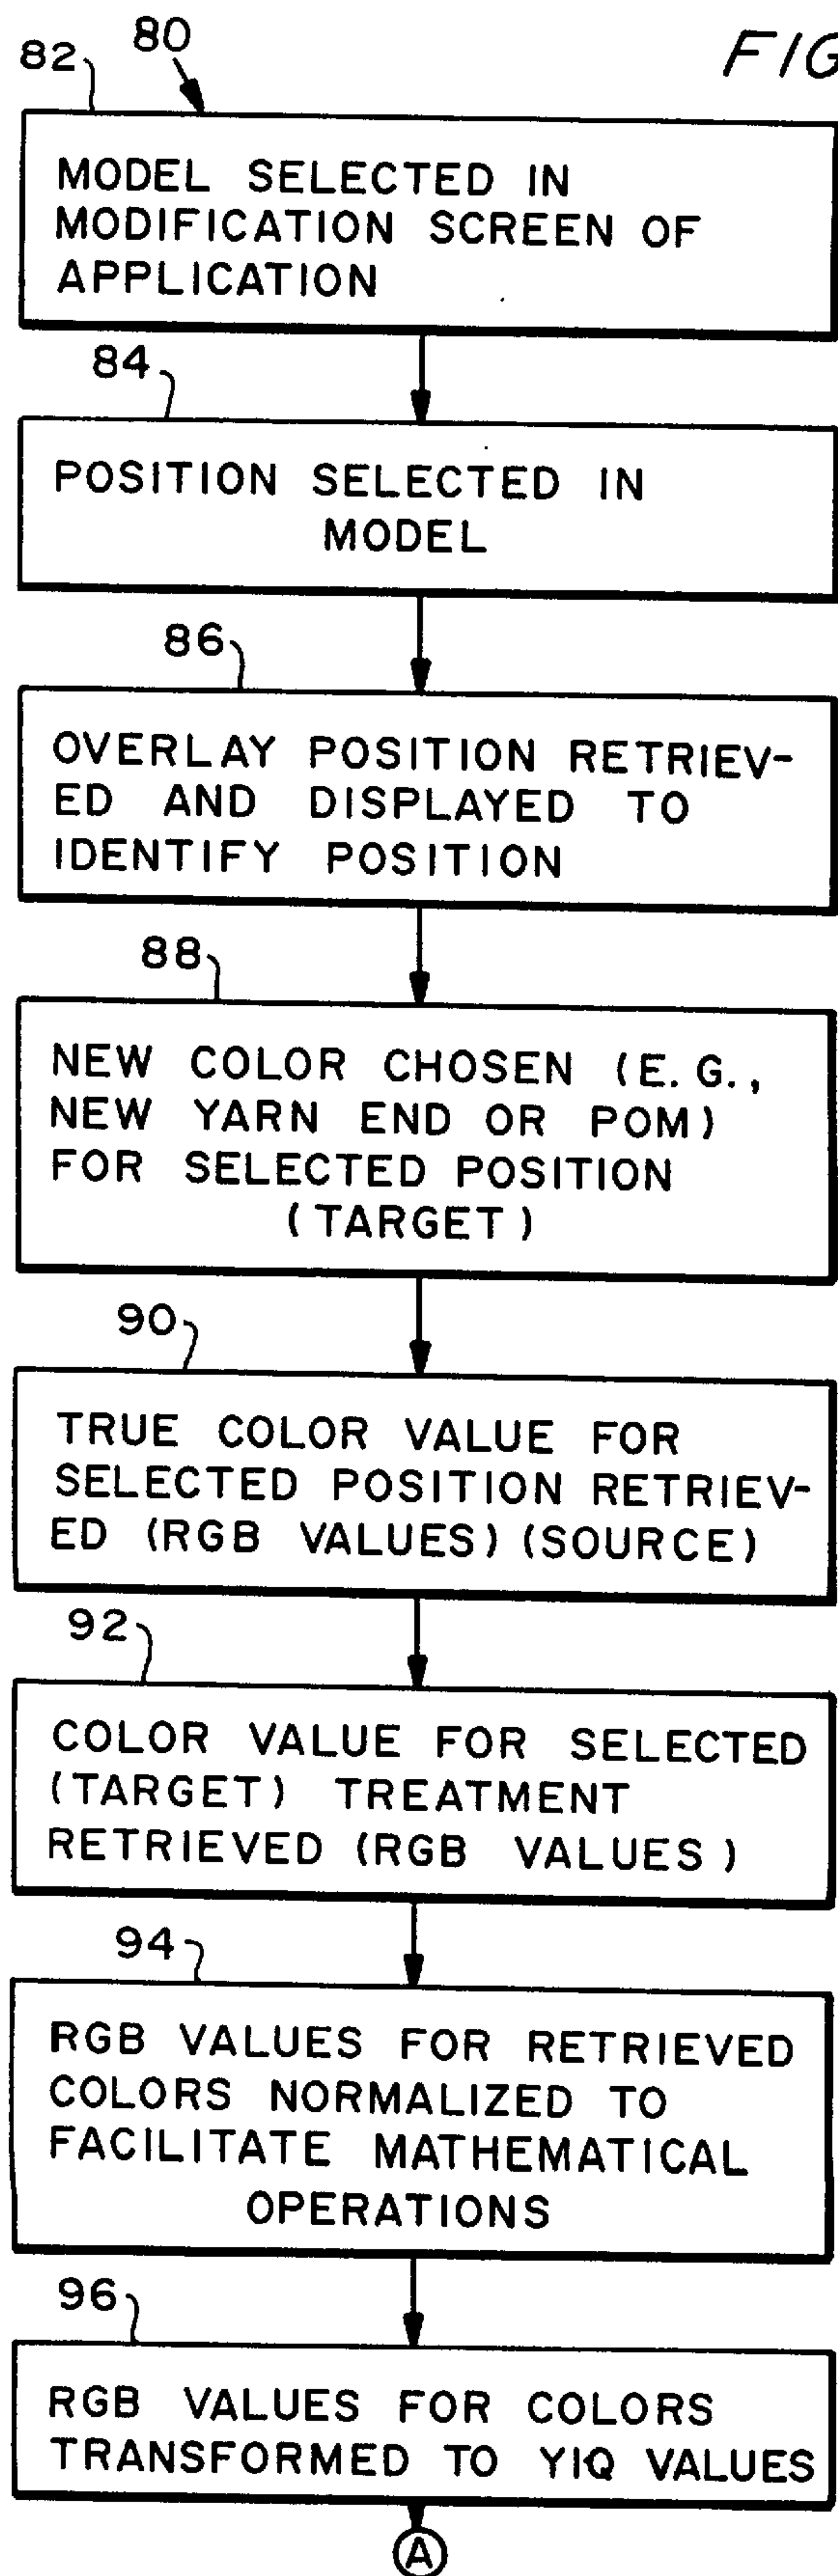 82
80
FIG
MODEL SELECTED IN
MODIFICATION SCREEN OF
APPLICATION
84
POSITION SELECTED IN
MODEL
86
OVERLAY POSITION RETRIEV-
ED AND DISPLAYED TO
IDENTIFY POSITION
88
NEW COLOR CHOSEN (E.G.,
NEW YARN END OR POM)
FOR SELECTED POSITION
(TARGET)
90
TRUE COLOR VALUE FOR
SELECTED POSITION RETRIEV-
ED (RGB VALUES) (SOURCE)
92
COLOR VALUE FOR SELECTED
(TARGET) TREATMENT
RETRIEVED (RGB VALUES)
94
RGB VALUES FOR RETRIEVED
COLORS NORMALIZED TO
FACILITATE MATHEMATICAL
OPERATIONS
96
RGB VALUES FOR COLORS
TRANSFORMED TO YIQ VALUES
A